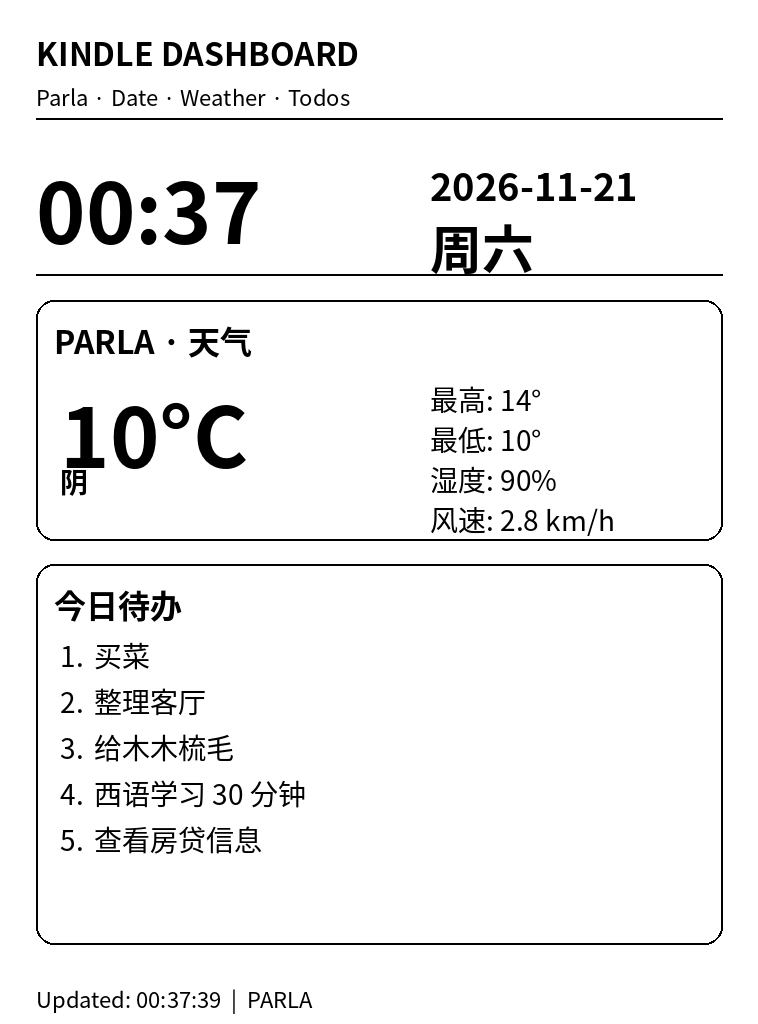 KINDLE DASHBOARD
Parla · Date · Weather · Todos
00:37
2026-11-21
周六
PARLA · 天气
10°C
阴
最高: 14°
最低: 10°
湿度: 90%
风速: 2.8 km/h
今日待办
1. 买菜
2. 整理客厅
3. 给木木梳毛
4. 西语学习 30 分钟
5. 查看房贷信息
Updated: 00:37:39 | PARLA